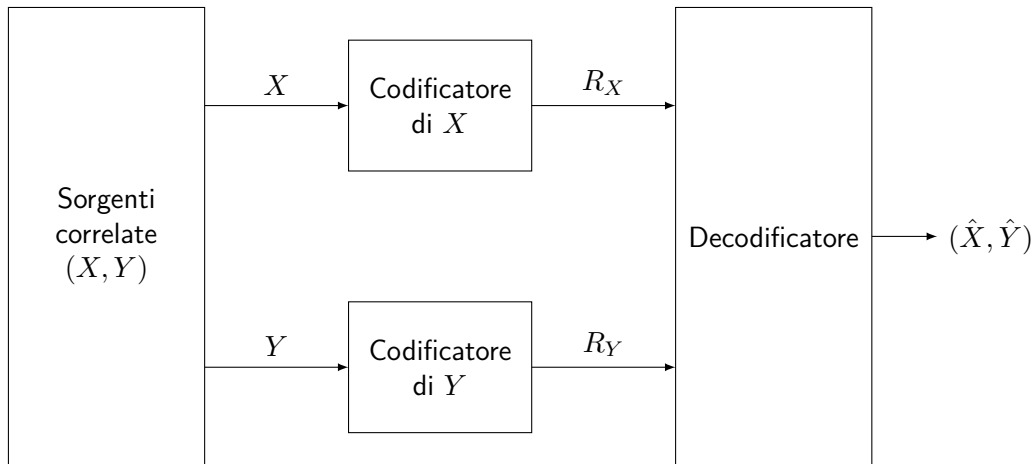 Sorgenti
correlate
(X, Y)
X
Codificatore
di X
R_X
Y
Codificatore
di Y
R_Y
Decodificatore
(X̂, Ŷ)